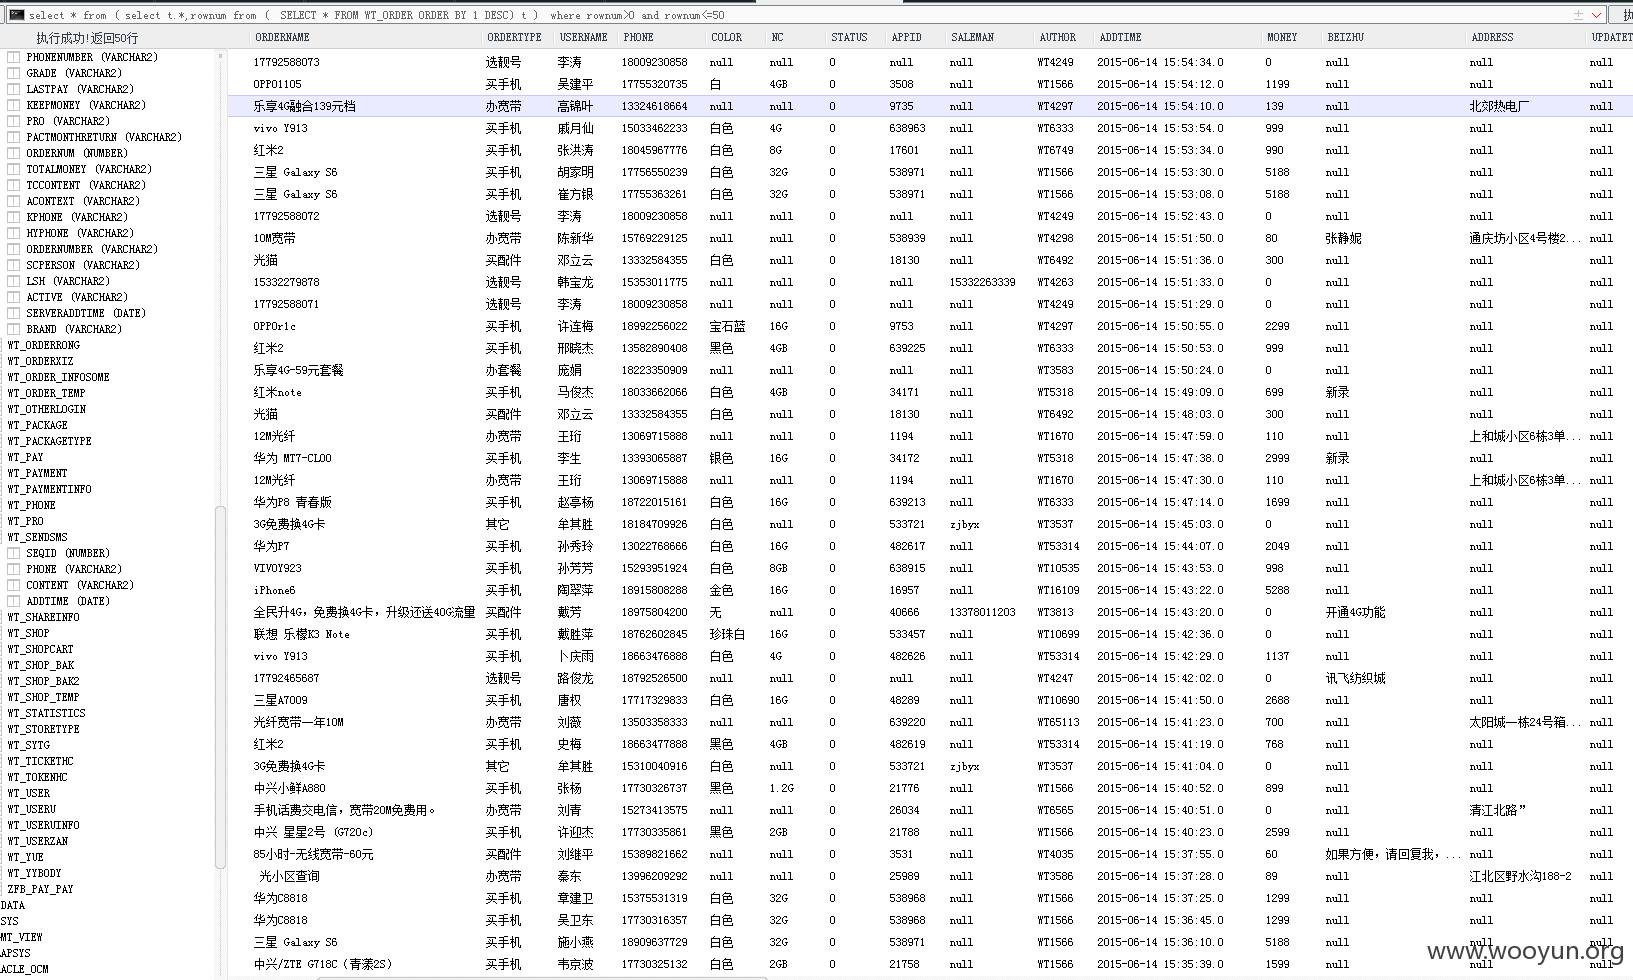 select * from ( select t.*,rownum from ( SELECT * FROM WT_ORDER ORDER BY 1 DESC) t ) where rownum>0 and rownum<=50
执行成功!返回50行
PHONENUMBER (VARCHAR2)
GRADE (VARCHAR2)
LASTPAY (VARCHAR2)
KEEPMONEY (VARCHAR2)
PRO (VARCHAR2)
PACTMONTHRETURN (VARCHAR2)
ORDERNUM (NUMBER)
TOTALMONEY (VARCHAR2)
TCCONTENT (VARCHAR2)
ACONTEXT (VARCHAR2)
KPHONE (VARCHAR2)
HYPHONE (VARCHAR2)
ORDERNUMBER (VARCHAR2)
SCPERSON (VARCHAR2)
LSH (VARCHAR2)
ACTIVE (VARCHAR2)
SERVERADDTIME (DATE)
BRAND (VARCHAR2)
WT_ORDERRONG
WT_ORDERXIZ
WT_ORDER_INFOSOME
WT_ORDER_TEMP
WT_OTHERLOGIN
WT_PACKAGE
WT_PACKAGETYPE
WT_PAY
WT_PAYMENT
WT_PAYMENTINFO
WT_PHONE
WT_PRO
WT_SENDSMS
SEQID (NUMBER)
PHONE (VARCHAR2)
CONTENT (VARCHAR2)
ADDTIME (DATE)
WT_SHAREINFO
WT_SHOP
WT_SHOPCART
WT_SHOP_BAK
WT_SHOP_BAK2
WT_SHOP_TEMP
WT_STATISTICS
WT_STORETYPE
WT_SYTG
WT_TICKETHC
WT_TOKENHC
WT_USER
WT_USERU
WT_USERUINFO
WT_USERZAN
WT_YUE
WT_YYBODY
ZFB_PAY_PAY
DATA
SYS
MT_VIEW
APSYS
ACLE_OCM
ORDERNAME ORDERTYPE USERNAME PHONE COLOR NC STATUS APPID SALEMAN AUTHOR ADDTIME MONEY BEIZHU ADDRESS UPDATET
17792588073 选靓号 李涛 18009230858 null null 0 null null WT4249 2015-06-14 15:54:34.0 0 null null null
OPPO1105 买手机 吴建平 17755320735 白 4GB 0 3508 null WT1566 2015-06-14 15:54:12.0 1199 null null null
乐享4G融合139元档 办宽带 高锦叶 13324618664 null null 0 9735 null WT4297 2015-06-14 15:54:10.0 139 null 北郊热电厂 null
vivo Y913 买手机 戚月仙 15033462233 白色 4G 0 638963 null WT6333 2015-06-14 15:53:54.0 999 null null null
红米2 买手机 张洪涛 18045967776 白色 8G 0 17601 null WT6749 2015-06-14 15:53:34.0 990 null null null
三星 Galaxy S6 买手机 胡家明 17756550239 白色 32G 0 538971 null WT1566 2015-06-14 15:53:30.0 5188 null null null
三星 Galaxy S6 买手机 崔方银 17755363261 白色 32G 0 538971 null WT1566 2015-06-14 15:53:08.0 5188 null null null
17792588072 选靓号 李涛 18009230858 null null 0 null null WT4249 2015-06-14 15:52:43.0 0 null null null
10M宽带 办宽带 陈新华 15769229125 null null 0 538939 null WT4298 2015-06-14 15:51:50.0 80 张静妮 通庆坊小区4号楼2... null
光猫 买配件 邓立云 13332584355 白色 null 0 18130 null WT6492 2015-06-14 15:51:36.0 300 null null null
15332279878 选靓号 韩宝龙 15353011775 null null 0 null 15332263339 WT4263 2015-06-14 15:51:33.0 0 null null null
17792588071 选靓号 李涛 18009230858 null null 0 null null WT4249 2015-06-14 15:51:29.0 0 null null null
OPPOr1c 买手机 许连梅 18992256022 宝石蓝 16G 0 9753 null WT4297 2015-06-14 15:50:55.0 2299 null null null
红米2 买手机 邢晓杰 13582890408 黑色 4GB 0 639225 null WT6333 2015-06-14 15:50:53.0 999 null null null
乐享4G-59元套餐 办套餐 庞娟 18223350909 null null 0 null null WT3583 2015-06-14 15:50:24.0 0 null null null
红米note 买手机 马俊杰 18033662066 白色 4GB 0 34171 null WT5318 2015-06-14 15:49:09.0 699 新录 null null
光猫 买配件 邓立云 13332584355 白色 null 0 18130 null WT6492 2015-06-14 15:48:03.0 300 null null null
12M光纤 办宽带 王珩 13069715888 null null 0 1194 null WT1670 2015-06-14 15:47:59.0 110 null 上和城小区6栋3单... null
华为 MT7-CL00 买手机 李生 13393065887 银色 16G 0 34172 null WT5318 2015-06-14 15:47:38.0 2999 新录 null null
12M光纤 办宽带 王珩 13069715888 null null 0 1194 null WT1670 2015-06-14 15:47:30.0 110 null 上和城小区6栋3单... null
华为P8 青春版 买手机 赵亭杨 18722015161 白色 16G 0 639213 null WT6333 2015-06-14 15:47:14.0 1699 null null null
3G免费换4G卡 其它 牟其胜 18184709926 白色 null 0 533721 zjbyx WT3537 2015-06-14 15:45:03.0 0 null null null
华为P7 买手机 孙秀玲 13022768666 白色 16G 0 482617 null WT53314 2015-06-14 15:44:07.0 2049 null null null
VIVOY923 买手机 孙芳芳 15293951924 白色 8GB 0 638915 null WT10535 2015-06-14 15:43:53.0 998 null null null
iPhone6 买手机 陶翠萍 18915808288 金色 16G 0 16957 null WT16109 2015-06-14 15:43:22.0 5288 null null null
全民升4G，免费换4G卡，升级还送40G流量 买配件 戴芳 18975804200 无 null 0 40666 13378011203 WT3813 2015-06-14 15:43:20.0 0 开通4G功能 null null
联想 乐檬K3 Note 买手机 戴胜萍 18762602845 珍珠白 16G 0 533457 null WT10699 2015-06-14 15:42:36.0 0 null null null
vivo Y913 买手机 卜庆雨 18663476888 白色 4G 0 482626 null WT53314 2015-06-14 15:42:29.0 1137 null null null
17792465687 选靓号 路俊龙 18792526500 null null 0 null null WT4247 2015-06-14 15:42:02.0 0 讯飞纺织城 null null
三星A7009 买手机 唐权 17717329833 白色 16G 0 48289 null WT10690 2015-06-14 15:41:50.0 2688 null null null
光纤宽带一年10M 办宽带 刘薇 13503358333 null null 0 639220 null WT65113 2015-06-14 15:41:23.0 700 null 太阳城一栋24号箱... null
红米2 买手机 史梅 18663477888 黑色 4GB 0 482619 null WT53314 2015-06-14 15:41:19.0 768 null null null
3G免费换4G卡 其它 牟其胜 15310040916 白色 null 0 533721 zjbyx WT3537 2015-06-14 15:41:04.0 0 null null null
中兴小鲜A880 买手机 张杨 17730326737 黑色 1.2G 0 21776 null WT1566 2015-06-14 15:40:52.0 899 null null null
手机话费交电信，宽带20M免费用。 办宽带 刘青 15273413575 null null 0 26034 null WT6565 2015-06-14 15:40:51.0 0 null 清江北路” null
中兴 星星2号 (G720c) 买手机 许迎杰 17730335861 黑色 2GB 0 21788 null WT1566 2015-06-14 15:40:23.0 2599 null null null
85小时-无线宽带-60元 买配件 刘维平 15389821662 null null 0 3531 null WT4035 2015-06-14 15:37:55.0 60 如果方便，请回复我，... null null
光小区查询 办宽带 秦东 13996209292 null null 0 25989 null WT3586 2015-06-14 15:37:28.0 89 null 江北区野水沟188-2 null
华为C8818 买手机 章建卫 15375531319 白色 32G 0 538968 null WT1566 2015-06-14 15:37:25.0 1299 null null null
华为C8818 买手机 吴卫东 17730316357 白色 32G 0 538968 null WT1566 2015-06-14 15:36:45.0 1299 null null null
三星 Galaxy S6 买手机 施小燕 18909637729 白色 32G 0 538971 null WT1566 2015-06-14 15:36:10.0 5188 null null null
中兴/ZTE G718C（青漾2S） 买手机 韦京波 17730325132 白色 2GB 0 21758 null WT1566 2015-06-14 15:35:39.0 1599 null null null
www.wooyun.org